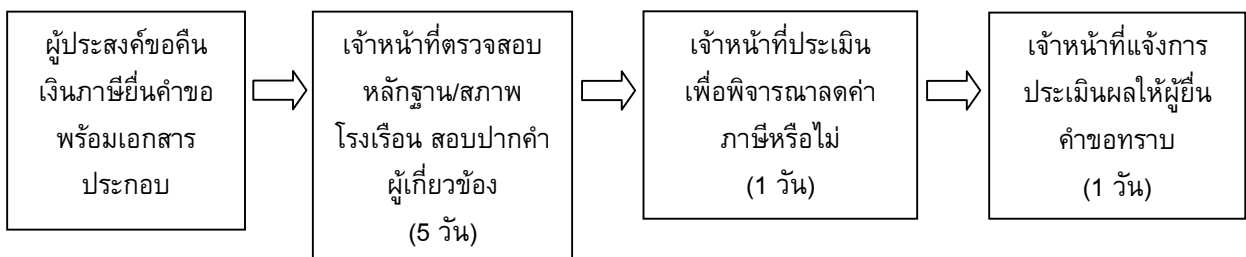 ผู้ประสงค์ขอคืน
เงินภาษียื่นคำขอ
พร้อมเอกสาร
ประกอบ
เจ้าหน้าที่ตรวจสอบ
หลักฐาน/สภาพ
โรงเรือน สอบปากคำ
ผู้เกี่ยวข้อง
(5 วัน)
เจ้าหน้าที่ประเมิน
เพื่อพิจารณาลดค่า
ภาษีหรือไม่
(1 วัน)
เจ้าหน้าที่แจ้งการ
ประเมินผลให้ผู้ยื่น
คำขอทราบ
(1 วัน)